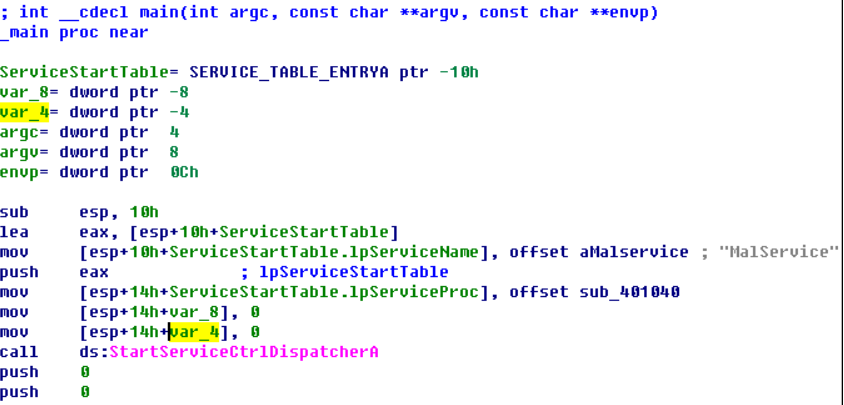 ; int __cdecl main(int argc, const char **argv, const char **envp)
_main proc near
ServiceStartTable= SERVICE_TABLE_ENTRYA ptr -10h
var_8= dword ptr -8
var_4= dword ptr -4
argc= dword ptr  4
argv= dword ptr  8
envp= dword ptr  0Ch
sub     esp, 10h
lea     eax, [esp+10h+ServiceStartTable]
mov     [esp+10h+ServiceStartTable.lpServiceName], offset aMalservice ; "MalService"
push    eax             ; lpServiceStartTable
mov     [esp+14h+ServiceStartTable.lpServiceProc], offset sub_401040
mov     [esp+14h+var_8], 0
mov     [esp+14h+var_4], 0
call    ds:StartServiceCtrlDispatcherA
push    0
push    0